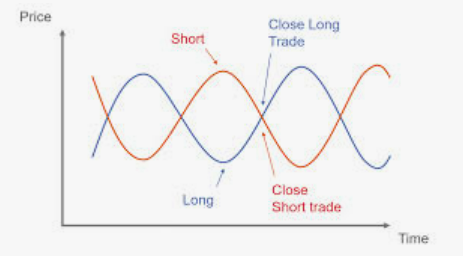 Price
Short
Close Long
Trade
Long
Close
Short trade
Time